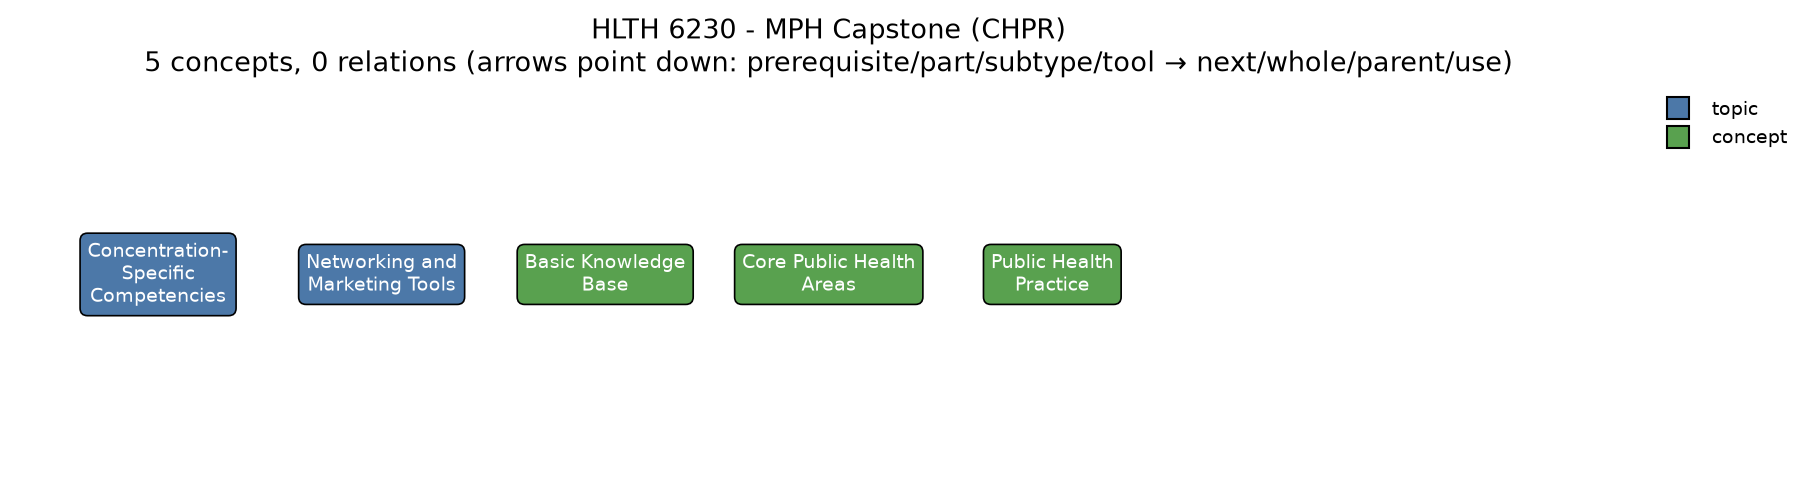 HLTH 6230 - MPH Capstone (CHPR)
5 concepts, 0 relations (arrows point down: prerequisite/part/subtype/tool → next/whole/parent/use)
topic
concept
Concentration-
Specific
Competencies
Networking and
Marketing Tools
Basic Knowledge
Base
Core Public Health
Areas
Public Health
Practice